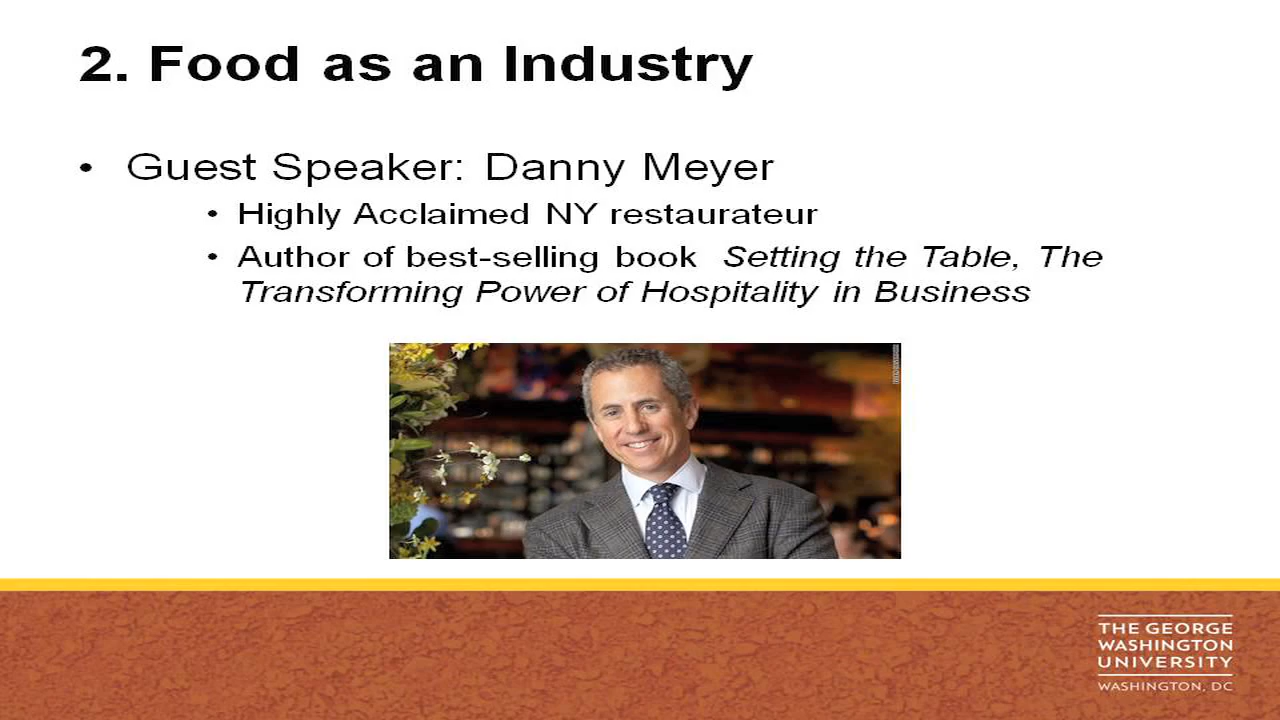 2. Food as an Industry
• Guest Speaker: Danny Meyer
• Highly Acclaimed NY restaurateur
• Author of best-selling book Setting the Table, The
Transforming Power of Hospitality in Business
THE GEORGE
WASHINGTON
UNIVERSITY
WASHINGTON, DC